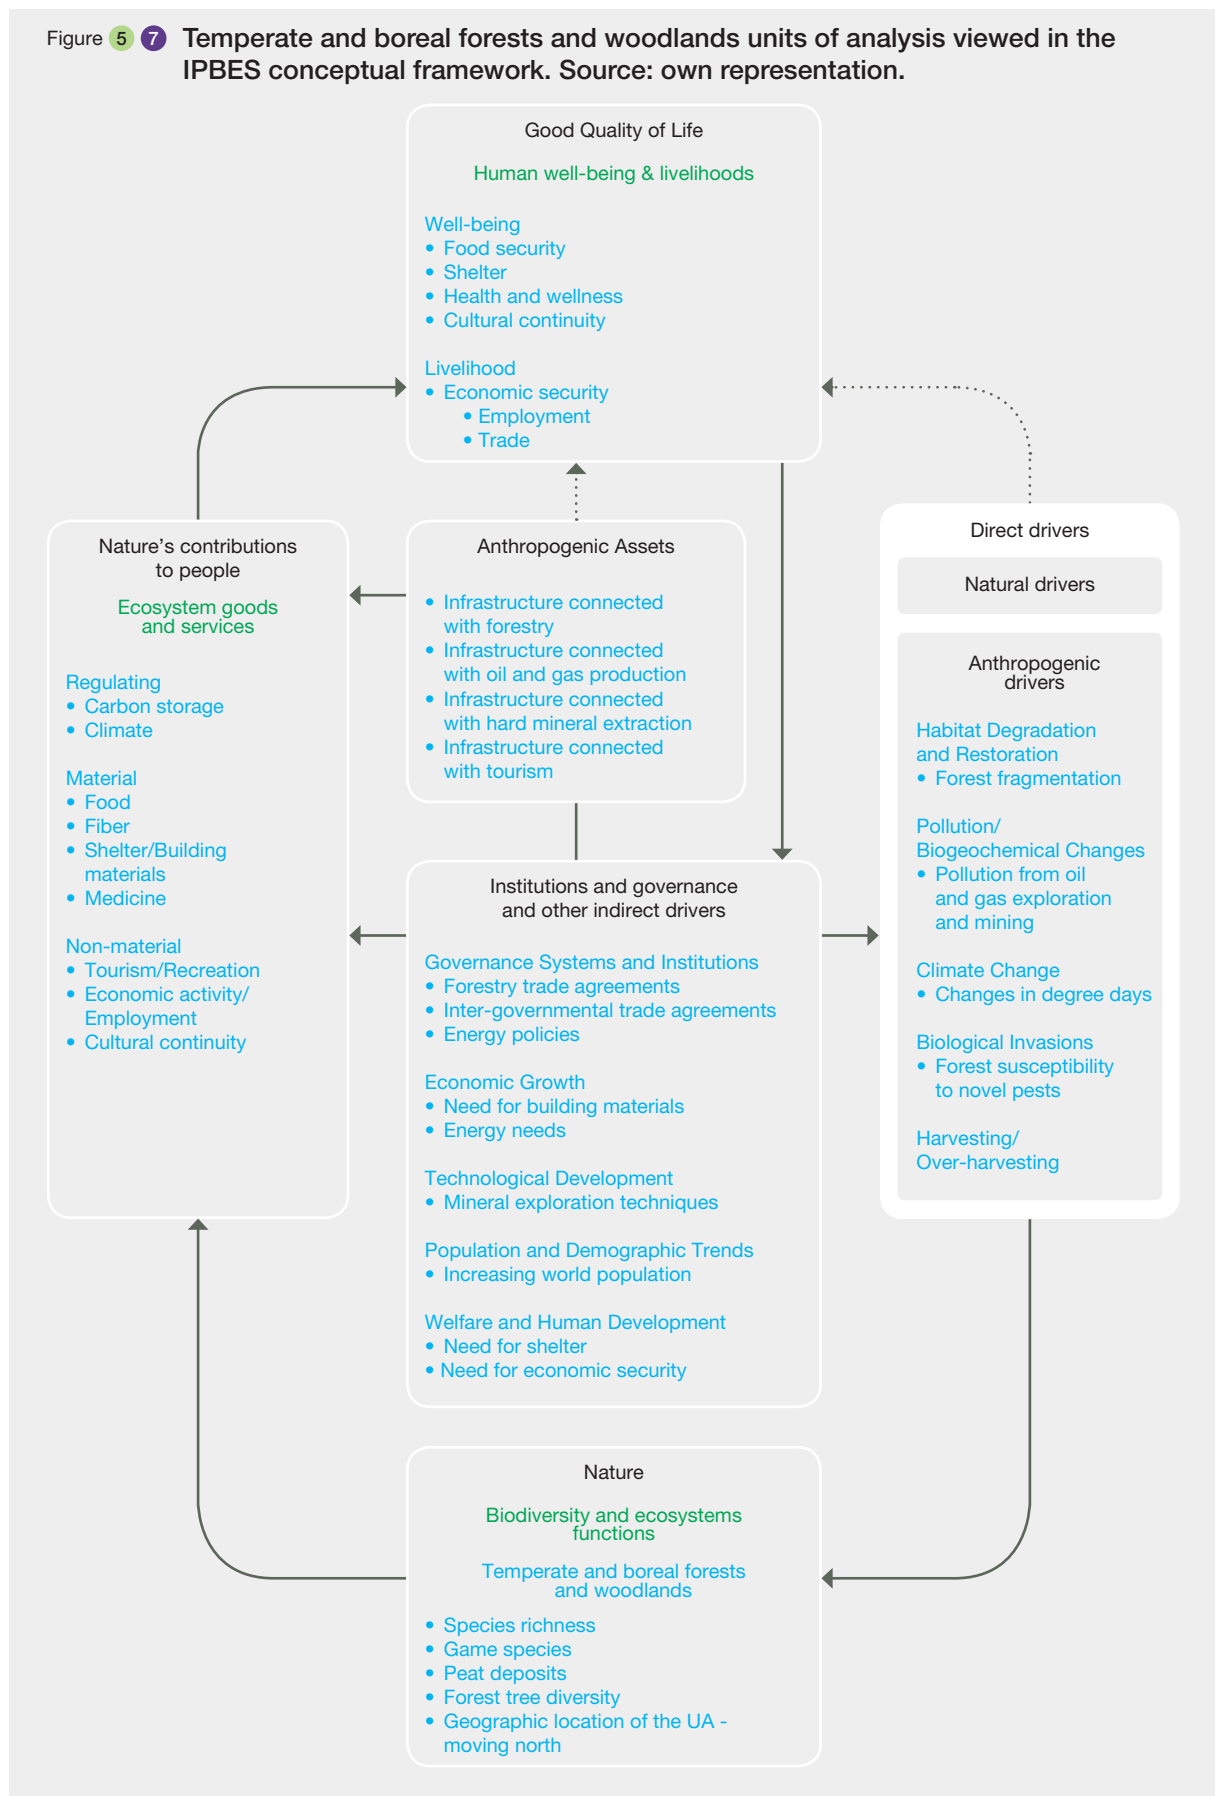 Figure 5 7 Temperate and boreal forests and woodlands units of analysis viewed in the
IPBES conceptual framework. Source: own representation.
Good Quality of Life
Human well-being & livelihoods
Well-being
• Food security
• Shelter
• Health and wellness
• Cultural continuity
Livelihood
• Economic security
• Employment
• Trade
Nature’s contributions
to people
Ecosystem goods
and services
Regulating
• Carbon storage
• Climate
Material
• Food
• Fiber
• Shelter/Building
materials
• Medicine
Non-material
• Tourism/Recreation
• Economic activity/
Employment
• Cultural continuity
Anthropogenic Assets
• Infrastructure connected
with forestry
• Infrastructure connected
with oil and gas production
• Infrastructure connected
with hard mineral extraction
• Infrastructure connected
with tourism
Institutions and governance
and other indirect drivers
Governance Systems and Institutions
• Forestry trade agreements
• Inter-governmental trade agreements
• Energy policies
Economic Growth
• Need for building materials
• Energy needs
Technological Development
• Mineral exploration techniques
Population and Demographic Trends
• Increasing world population
Welfare and Human Development
• Need for shelter
• Need for economic security
Direct drivers
Natural drivers
Anthropogenic
drivers
Habitat Degradation
and Restoration
• Forest fragmentation
Pollution/
Biogeochemical Changes
• Pollution from oil
and gas exploration
and mining
Climate Change
• Changes in degree days
Biological Invasions
• Forest susceptibility
to novel pests
Harvesting/
Over-harvesting
Nature
Biodiversity and ecosystems
functions
Temperate and boreal forests
and woodlands
• Species richness
• Game species
• Peat deposits
• Forest tree diversity
• Geographic location of the UA -
moving north